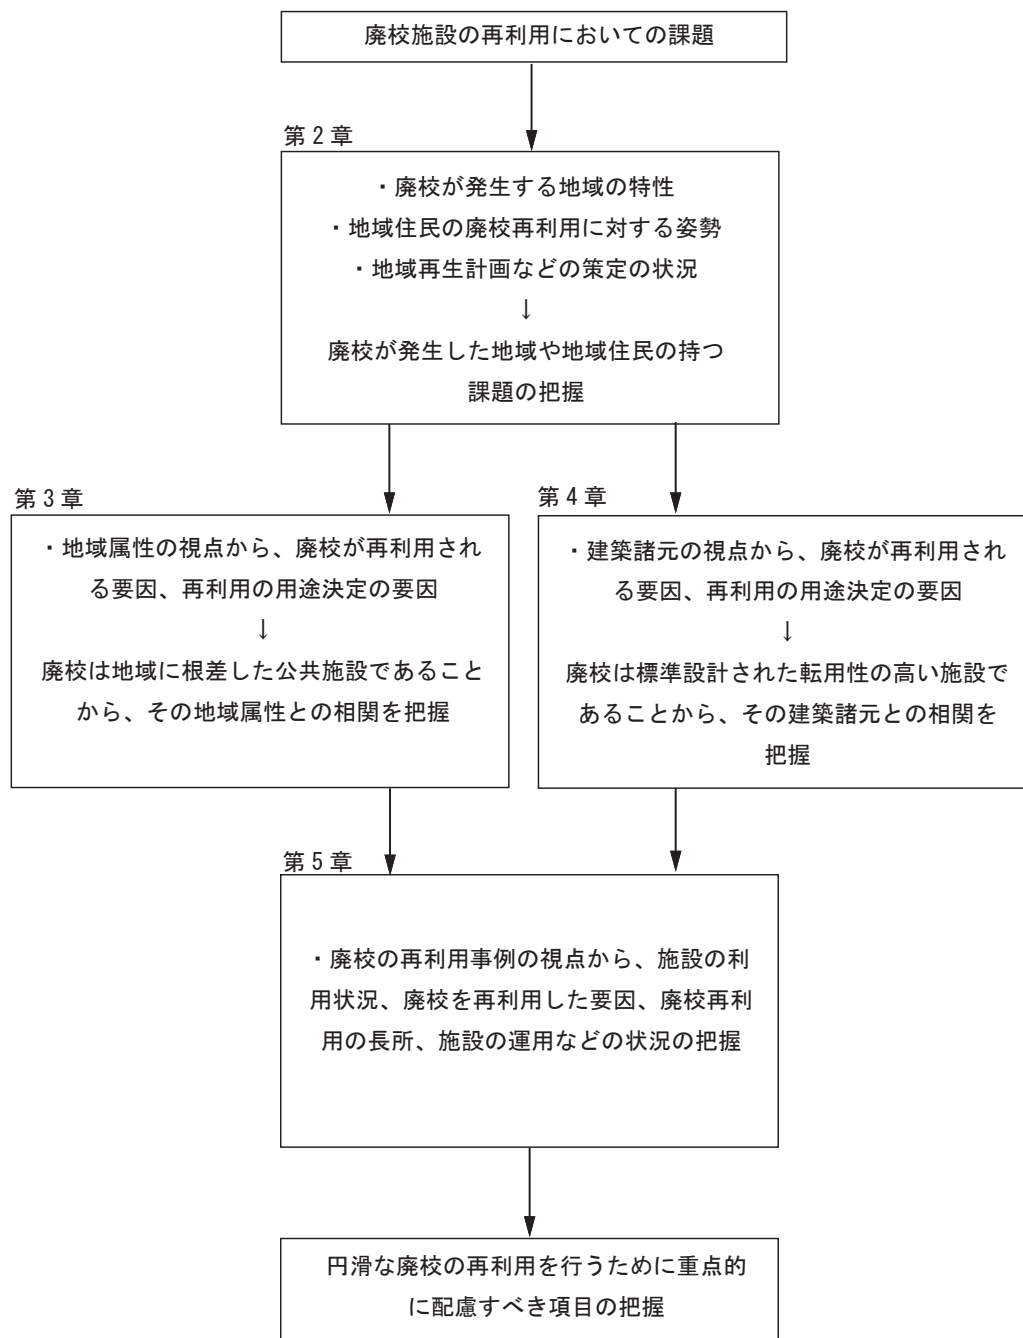 廃校施設の再利用においての課題
第2章
・廃校が発生する地域の特性
・地域住民の廃校再利用に対する姿勢
・地域再生計画などの策定の状況
↓
廃校が発生した地域や地域住民の持つ
課題の把握
第3章
・地域属性の視点から、廃校が再利用され
る要因、再利用の用途決定の要因
↓
廃校は地域に根差した公共施設であること
から、その地域属性との相関を把握
第4章
・建築諸元の視点から、廃校が再利用され
る要因、再利用の用途決定の要因
↓
廃校は標準設計された転用性の高い施設で
あることから、その建築諸元との相関を
把握
第5章
・廃校の再利用事例の視点から、施設の利
用状況、廃校を再利用した要因、廃校再利
用の長所、施設の運用などの状況の把握
円滑な廃校の再利用を行うために重点的
に配慮すべき項目の把握